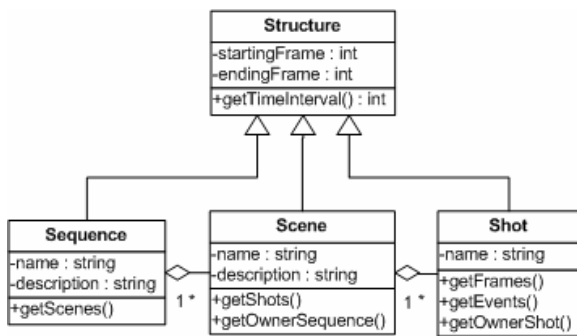 Structure
-startingFrame : int
-endingFrame : int
+getTimeInterval() : int
Sequence
-name : string
-description : string
+getScenes()
1 *
Scene
-name : string
-description : string
+getShots()
+getOwnerSequence()
1 *
Shot
-name : string
+getFrames()
+getEvents()
+getOwnerShot()